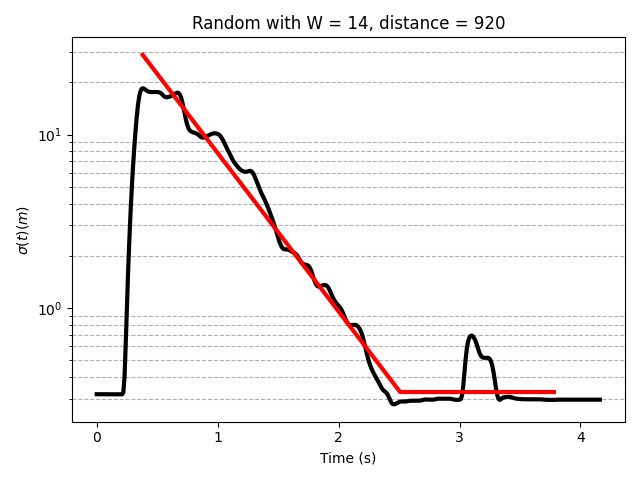 Random with W = 14, distance = 920
σ(t)(m)
10¹
10⁰
0 1 2 3 4
Time (s)